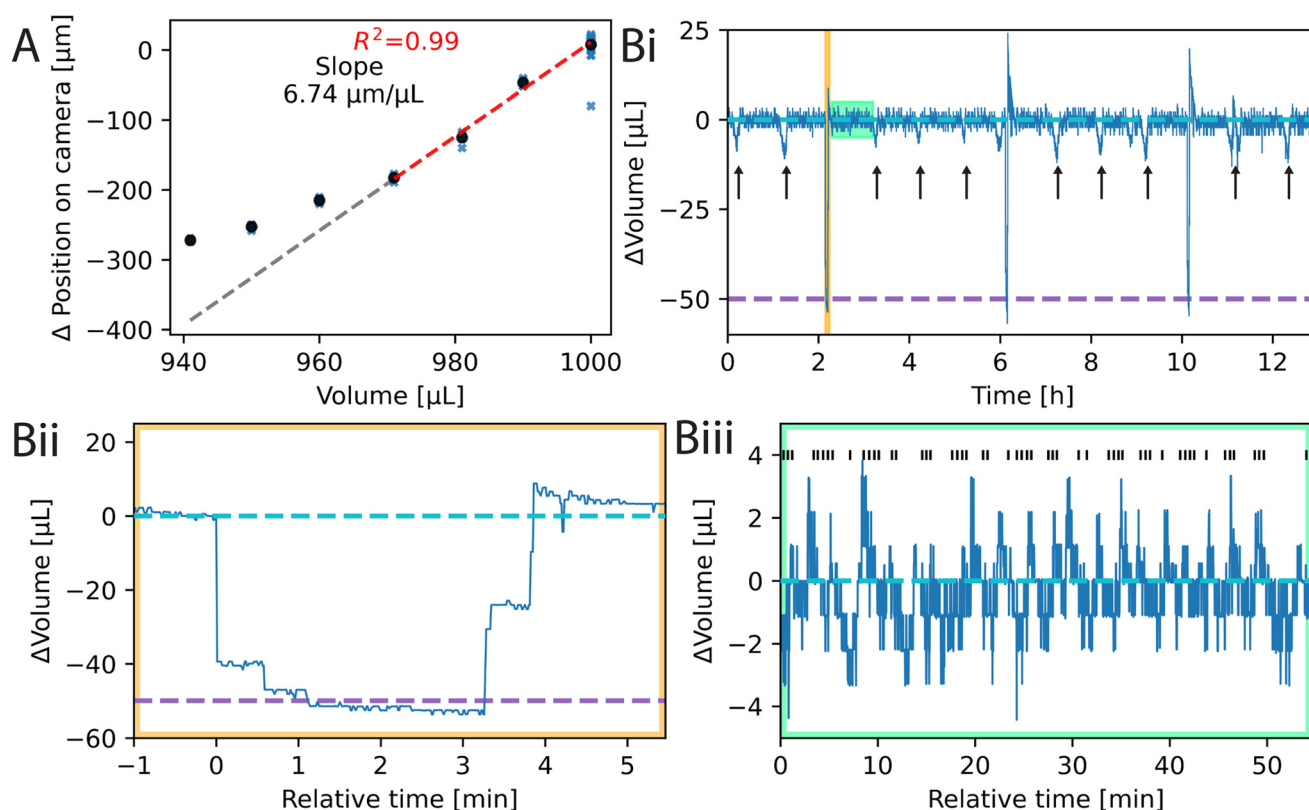 A
Δ Position on camera [μm]
0
−100
−200
−300
−400
R²=0.99
Slope
6.74 μm/μL
940
960
980
1000
Volume [μL]
Bi
ΔVolume [μL]
25
0
−25
−50
0
2
4
6
8
10
12
Time [h]
Bii
ΔVolume [μL]
20
0
−20
−40
−60
−1
0
1
2
3
4
5
Relative time [min]
Biii
ΔVolume [μL]
4
2
0
−2
−4
0
10
20
30
40
50
Relative time [min]